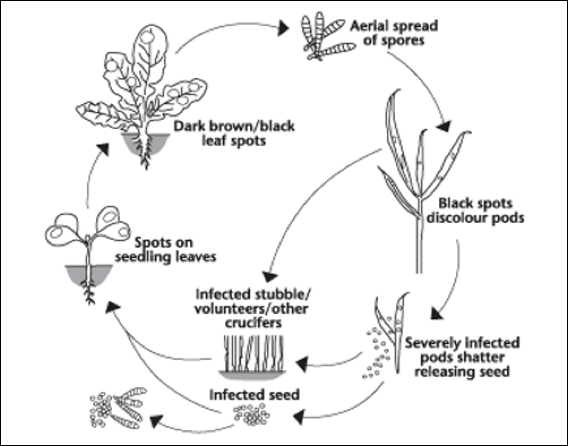 Aerial spread
of spores
Dark brown/black
leaf spots
Black spots
discolour pods
Spots on
seedling leaves
Infected stubble/
volunteers/other
crucifers
Severely infected
pods shatter
releasing seed
Infected seed